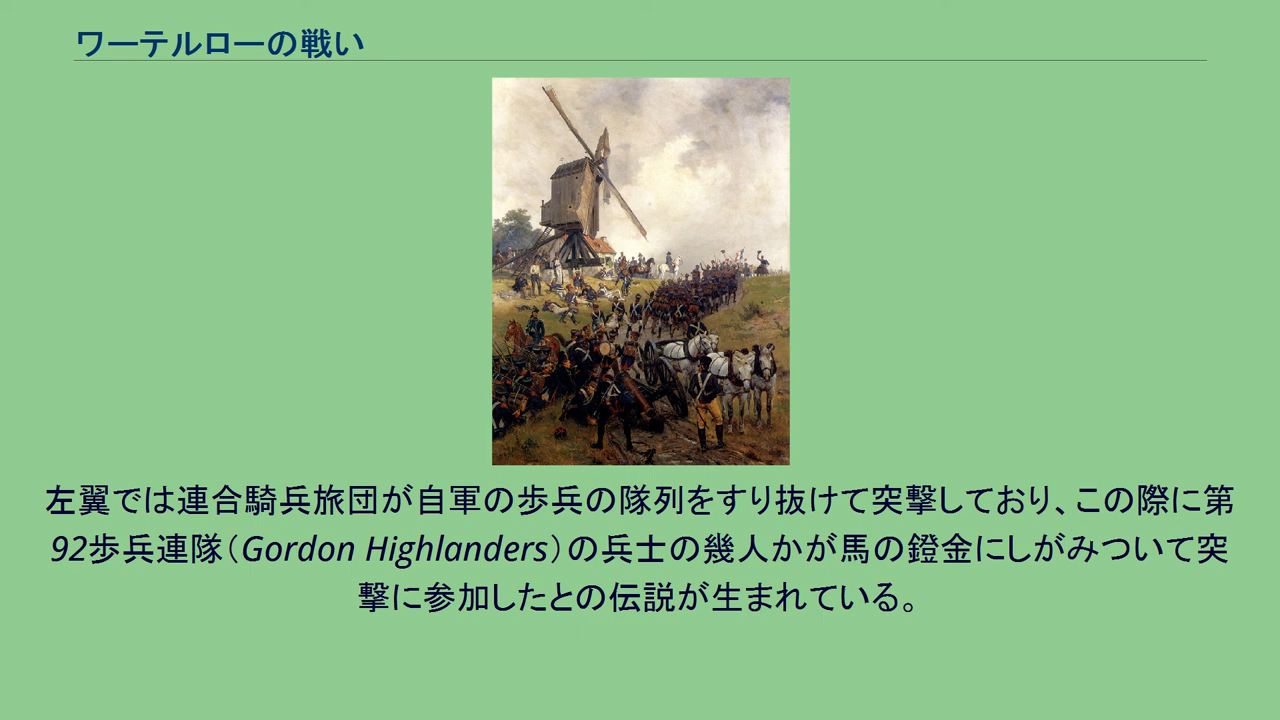 ワーテルローの戦い
左翼では連合騎兵旅団が自軍の歩兵の隊列をすり抜けて突撃しており、この際に第
92歩兵連隊（Gordon Highlanders）の兵士の幾人かが馬の鐙金にしがみついて突
撃に参加したとの伝説が生まれている。